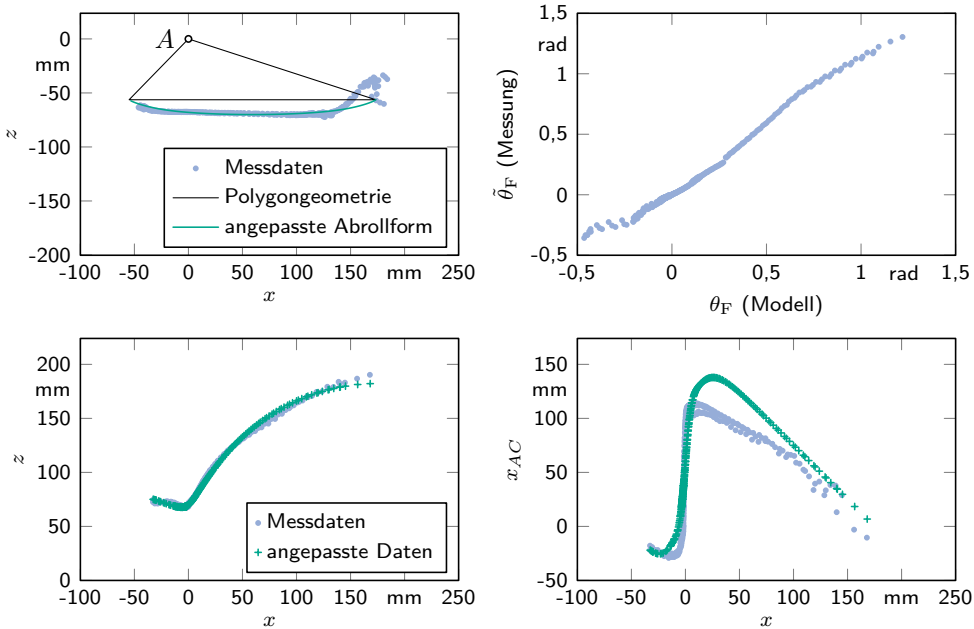 0
mm
-50
-100
-150
-200
z
A
Messdaten
Polygongeometrie
angepasste Abrollform
-100 -50 0 50 100 150 mm 250
x
1,5
rad
1
0,5
0
-0,5
θ̃F (Messung)
-0,5 0 0,5 1 rad 1,5
θF (Modell)
200
mm
150
100
50
0
z
Messdaten
angepasste Daten
-100 -50 0 50 100 150 mm 250
x
150
mm
100
50
0
-50
xAC
-100 -50 0 50 100 150 mm 250
x